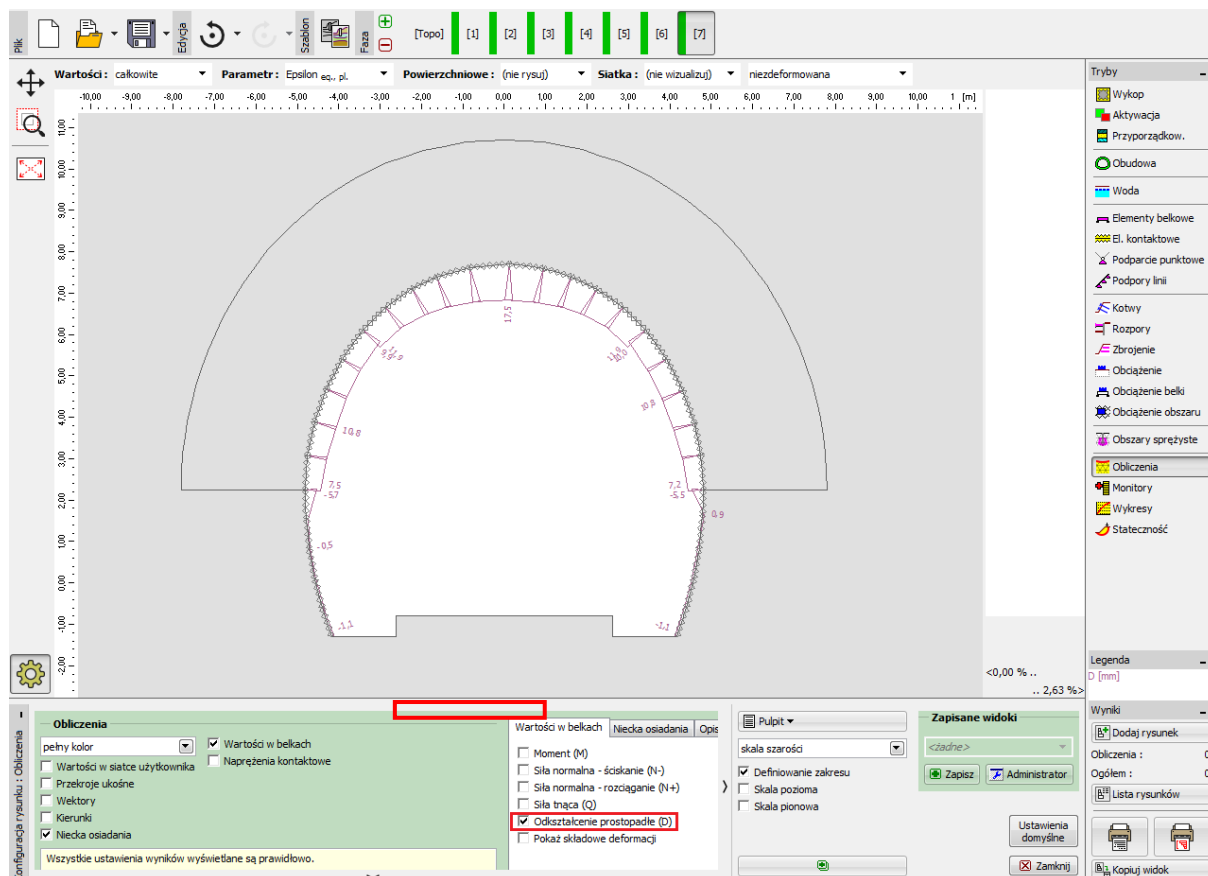 Plik
Edycja
Szablon
Faza
[Topo] [1] [2] [3] [4] [5] [6] [7]
Wartości : całkowite Parametr : Epsilon eq., pl. Powierzchniowe : (nie rysuj) Siatka : (nie wizualizuj) niezdeformowana
-10,00 -9,00 -8,00 -7,00 -6,00 -5,00 -4,00 -3,00 -2,00 -1,00 0,00 1,00 2,00 3,00 4,00 5,00 6,00 7,00 8,00 9,00 10,00 1 [m]
11,00
10,00
9,00
8,00
7,00
6,00
5,00
4,00
3,00
2,00
1,00
0,00
-1,00
-2,00
17,5
9,9 11,9
11,9 10,0
10,8
10,8
7,5
-5,7
7,2
-5,5
0,9
-0,5
-1,1
-1,1
<0,00 % ..
.. 2,63 %>
Tryby
Wykop
Aktywacja
Przyporządkow.
Obudowa
Woda
Elementy belkowe
El. kontaktowe
Podparcie punktowe
Podpory linii
Kotwy
Rozpory
Zbrojenie
Obciążenie
Obciążenie belki
Obciążenie obszaru
Obszary sprężyste
Obliczenia
Monitory
Wykresy
Stateczność
Legenda
D [mm]
Konfiguracja rysunku : Obliczenia
Obliczenia
pełny kolor
Wartości w siatce użytkownika
Przekroje ukośne
Wektory
Kierunki
Niecka osiadania
Wartości w belkach
Naprężenia kontaktowe
Wszystkie ustawienia wyników wyświetlane są prawidłowo.
Wartości w belkach Niecka osiadania Opis
Moment (M)
Siła normalna - ściskanie (N-)
Siła normalna - rozciąganie (N+)
Siła tnąca (Q)
Odkształcenie prostopadłe (D)
Pokaż składowe deformacji
Pulpit
skala szarości
Definiowanie zakresu
Skala pozioma
Skala pionowa
Zapisane widoki
<żadne>
Zapisz Administrator
Ustawienia domyślne
Zamknij
Wyniki
Dodaj rysunek
Obliczenia : 0
Ogółem : 0
Lista rysunków
Kopiuj widok